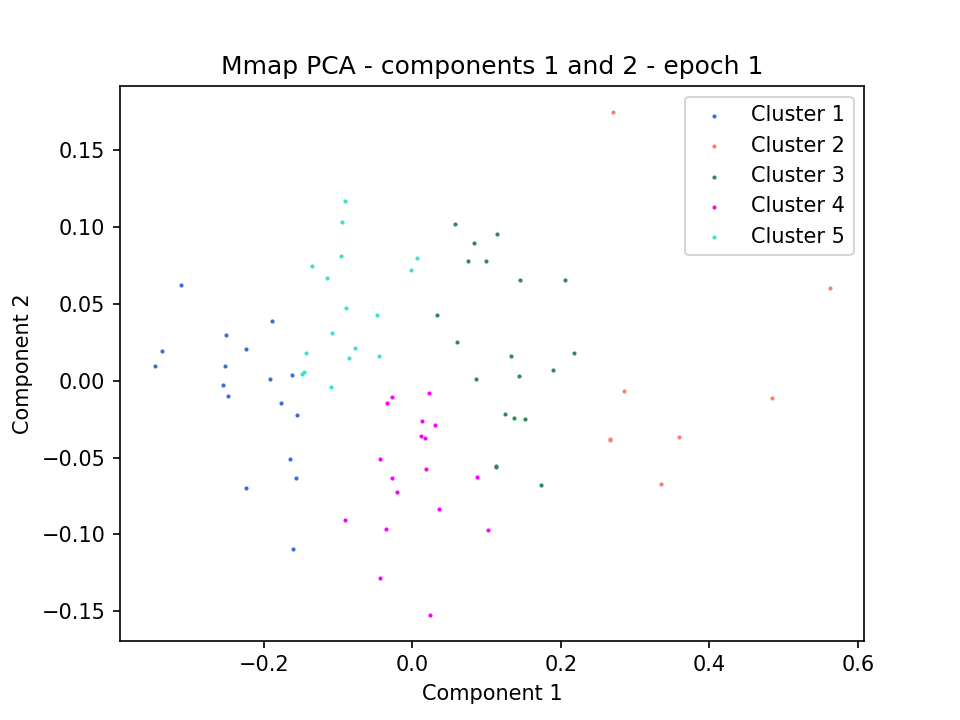 Mmap PCA - components 1 and 2 - epoch 1
Cluster 1
Cluster 2
Cluster 3
Cluster 4
Cluster 5
0.15
0.10
0.05
0.00
−0.05
−0.10
−0.15
Component 2
−0.2
0.0
0.2
0.4
0.6
Component 1